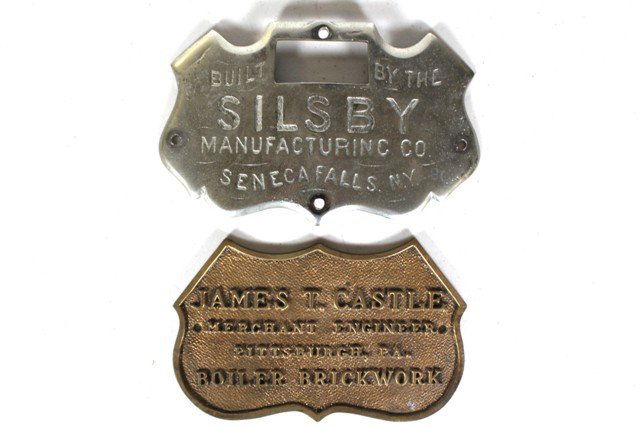 BUILT BY THE
SILSBY
MANUFACTURING CO
SENECA FALLS, N.Y.
JAMES T. CASTLE
MERCHANT ENGINEER
PITTSBURGH, PA.
BOILER BRICKWORK